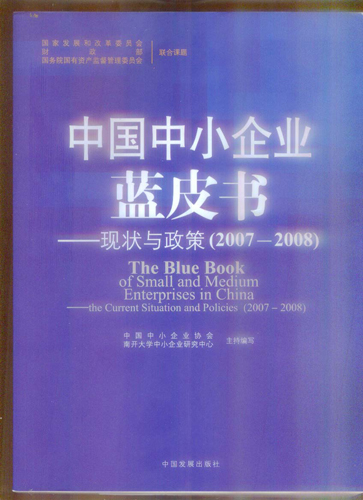 国家发展和改革委员会
财政部
国务院国有资产监督管理委员会
联合课题
中国中小企业
蓝皮书
——现状与政策(2007—2008)
The Blue Book
of Small and Medium
Enterprises in China
——the Current Situation and Policies (2007-2008)
中国中小企业协会
南开大学中小企业研究中心
主持编写
中国发展出版社